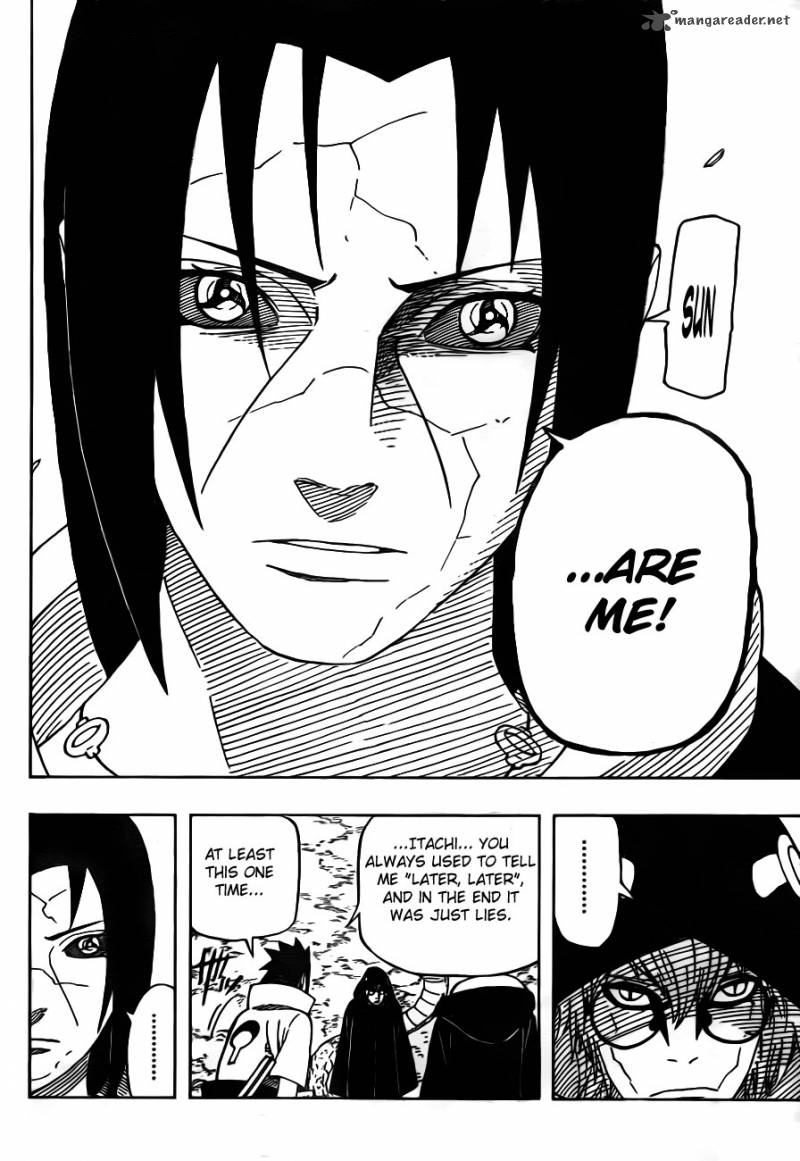 mangareader.net
SUN
...ARE
ME!
...ITACHI... YOU
ALWAYS USED TO TELL
ME "LATER, LATER",
AND IN THE END IT
WAS JUST LIES.
AT LEAST
THIS ONE
TIME...
..........
..........